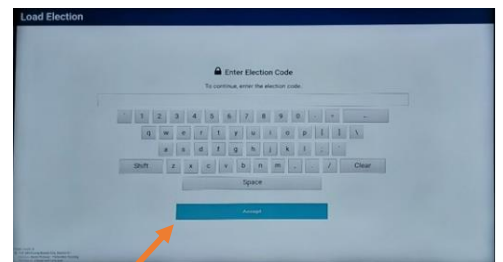 Load Election
Enter Election Code
To continue, enter the election code.
` 1 2 3 4 5 6 7 8 9 0 - =
q w e r t y u i o p [ ] \
a s d f g h j k l ; '
Shift z x c v b n m , . / Clear
Space
Accept